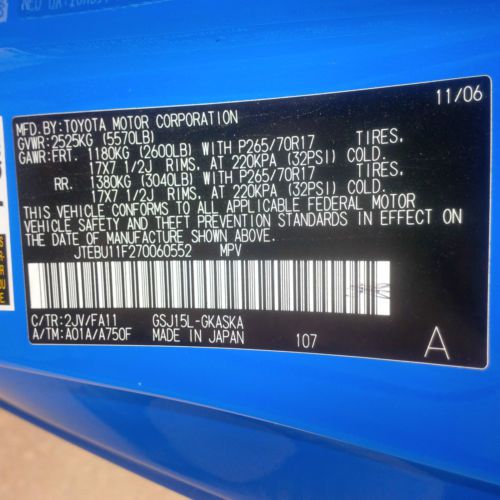 11/06
MFD.BY:TOYOTA MOTOR CORPORATION
GVWR:2525KG (5570LB)
GAWR:FRT. 1180KG (2600LB) WITH P265/70R17 TIRES,
17X7 1/2J RIMS, AT 220KPA (32PSI) COLD.
RR. 1380KG (3040LB) WITH P265/70R17 TIRES,
17X7 1/2J RIMS, AT 220KPA (32PSI) COLD.
THIS VEHICLE CONFORMS TO ALL APPLICABLE FEDERAL MOTOR
VEHICLE SAFETY AND THEFT PREVENTION STANDARDS IN EFFECT ON
THE DATE OF MANUFACTURE SHOWN ABOVE.
JTEBU11F270060552 MPV
C/TR:2JV/FA11 GSJ15L-GKASKA
A/TM:A01A/A750F MADE IN JAPAN 107 A